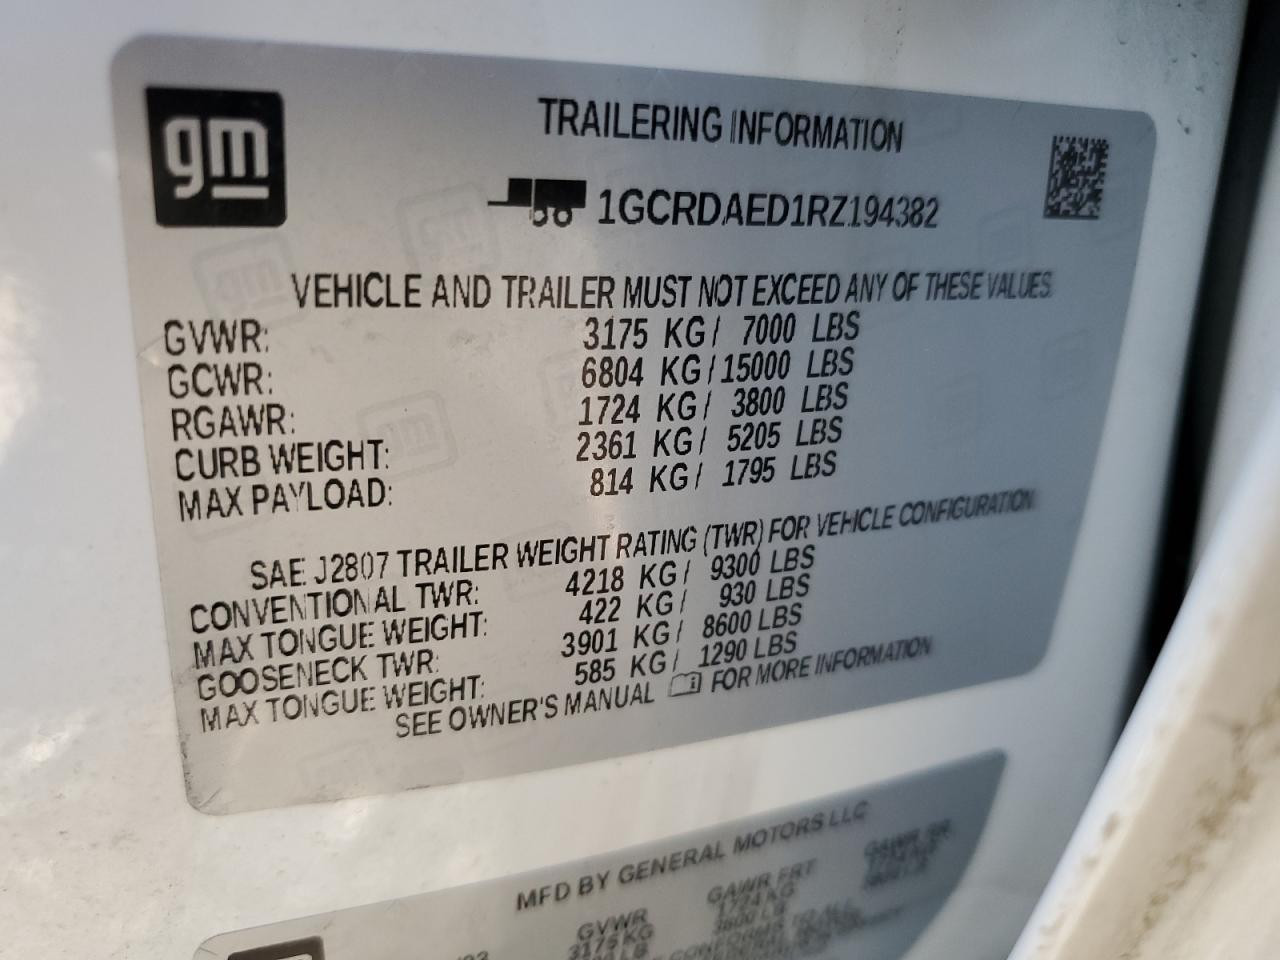 gm
TRAILERING INFORMATION
1GCRDAED1RZ194382
VEHICLE AND TRAILER MUST NOT EXCEED ANY OF THESE VALUES
GVWR: 3175 KG/ 7000 LBS
GCWR: 6804 KG/15000 LBS
RGAWR: 1724 KG/ 3800 LBS
CURB WEIGHT: 2361 KG/ 5205 LBS
MAX PAYLOAD: 814 KG/ 1795 LBS
SAE J2807 TRAILER WEIGHT RATING (TWR) FOR VEHICLE CONFIGURATION
CONVENTIONAL TWR: 4218 KG/ 9300 LBS
MAX TONGUE WEIGHT: 422 KG/ 930 LBS
GOOSENECK TWR: 3901 KG/ 8600 LBS
MAX TONGUE WEIGHT: 585 KG/ 1290 LBS
SEE OWNER'S MANUAL FOR MORE INFORMATION
MFD BY GENERAL MOTORS LLC
GVWR GAWR FRT GAWR RR
3175 KG 1724 KG
3800 LB